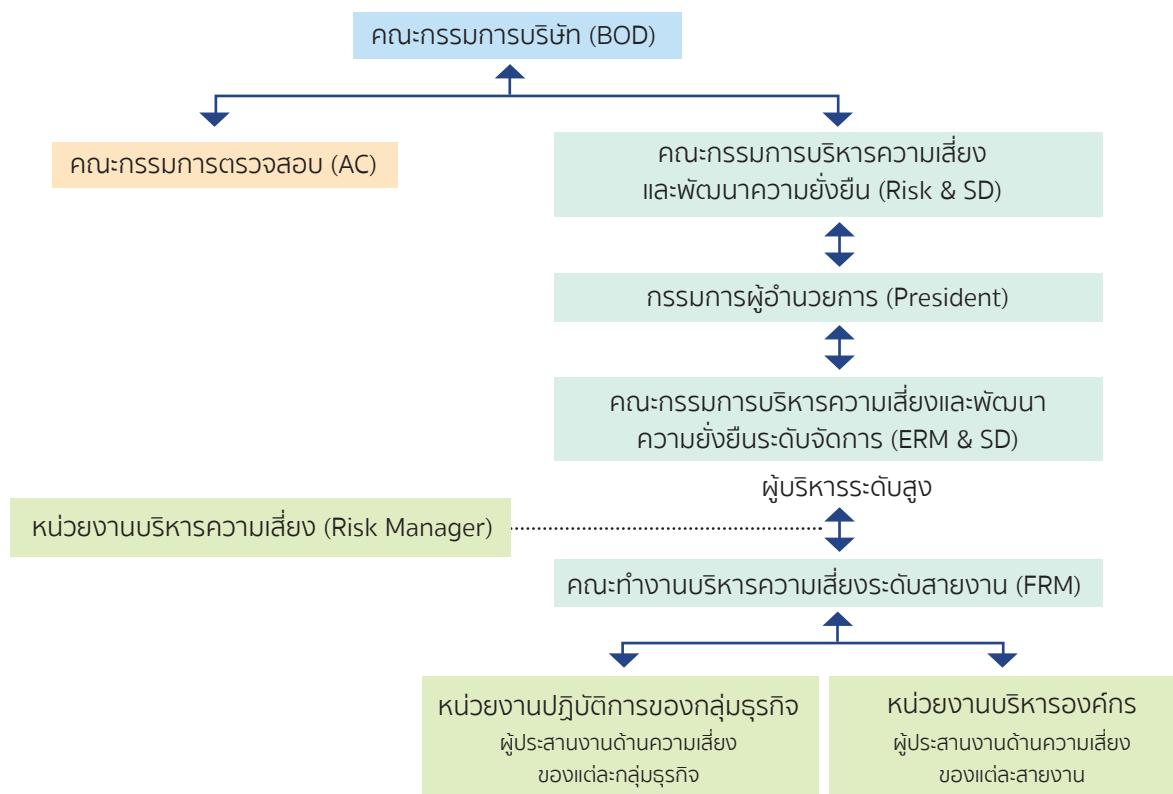 คณะกรรมการบริษัท (BOD)
คณะกรรมการตรวจสอบ (AC)
คณะกรรมการบริหารความเสี่ยง
และพัฒนาความยั่งยืน (Risk & SD)
กรรมการผู้อำนวยการ (President)
คณะกรรมการบริหารความเสี่ยงและพัฒนา
ความยั่งยืนระดับจัดการ (ERM & SD)
ผู้บริหารระดับสูง
หน่วยงานบริหารความเสี่ยง (Risk Manager)
คณะทำงานบริหารความเสี่ยงระดับสายงาน (FRM)
หน่วยงานปฏิบัติการของกลุ่มธุรกิจ
ผู้ประสานงานด้านความเสี่ยง
ของแต่ละกลุ่มธุรกิจ
หน่วยงานบริหารองค์กร
ผู้ประสานงานด้านความเสี่ยง
ของแต่ละสายงาน